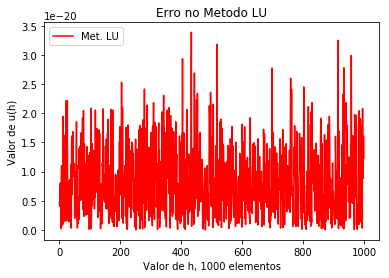 Erro no Metodo LU
1e−20
Met. LU
3.5
3.0
2.5
2.0
1.5
1.0
0.5
0.0
Valor de u(h)
0
200
400
600
800
1000
Valor de h, 1000 elementos